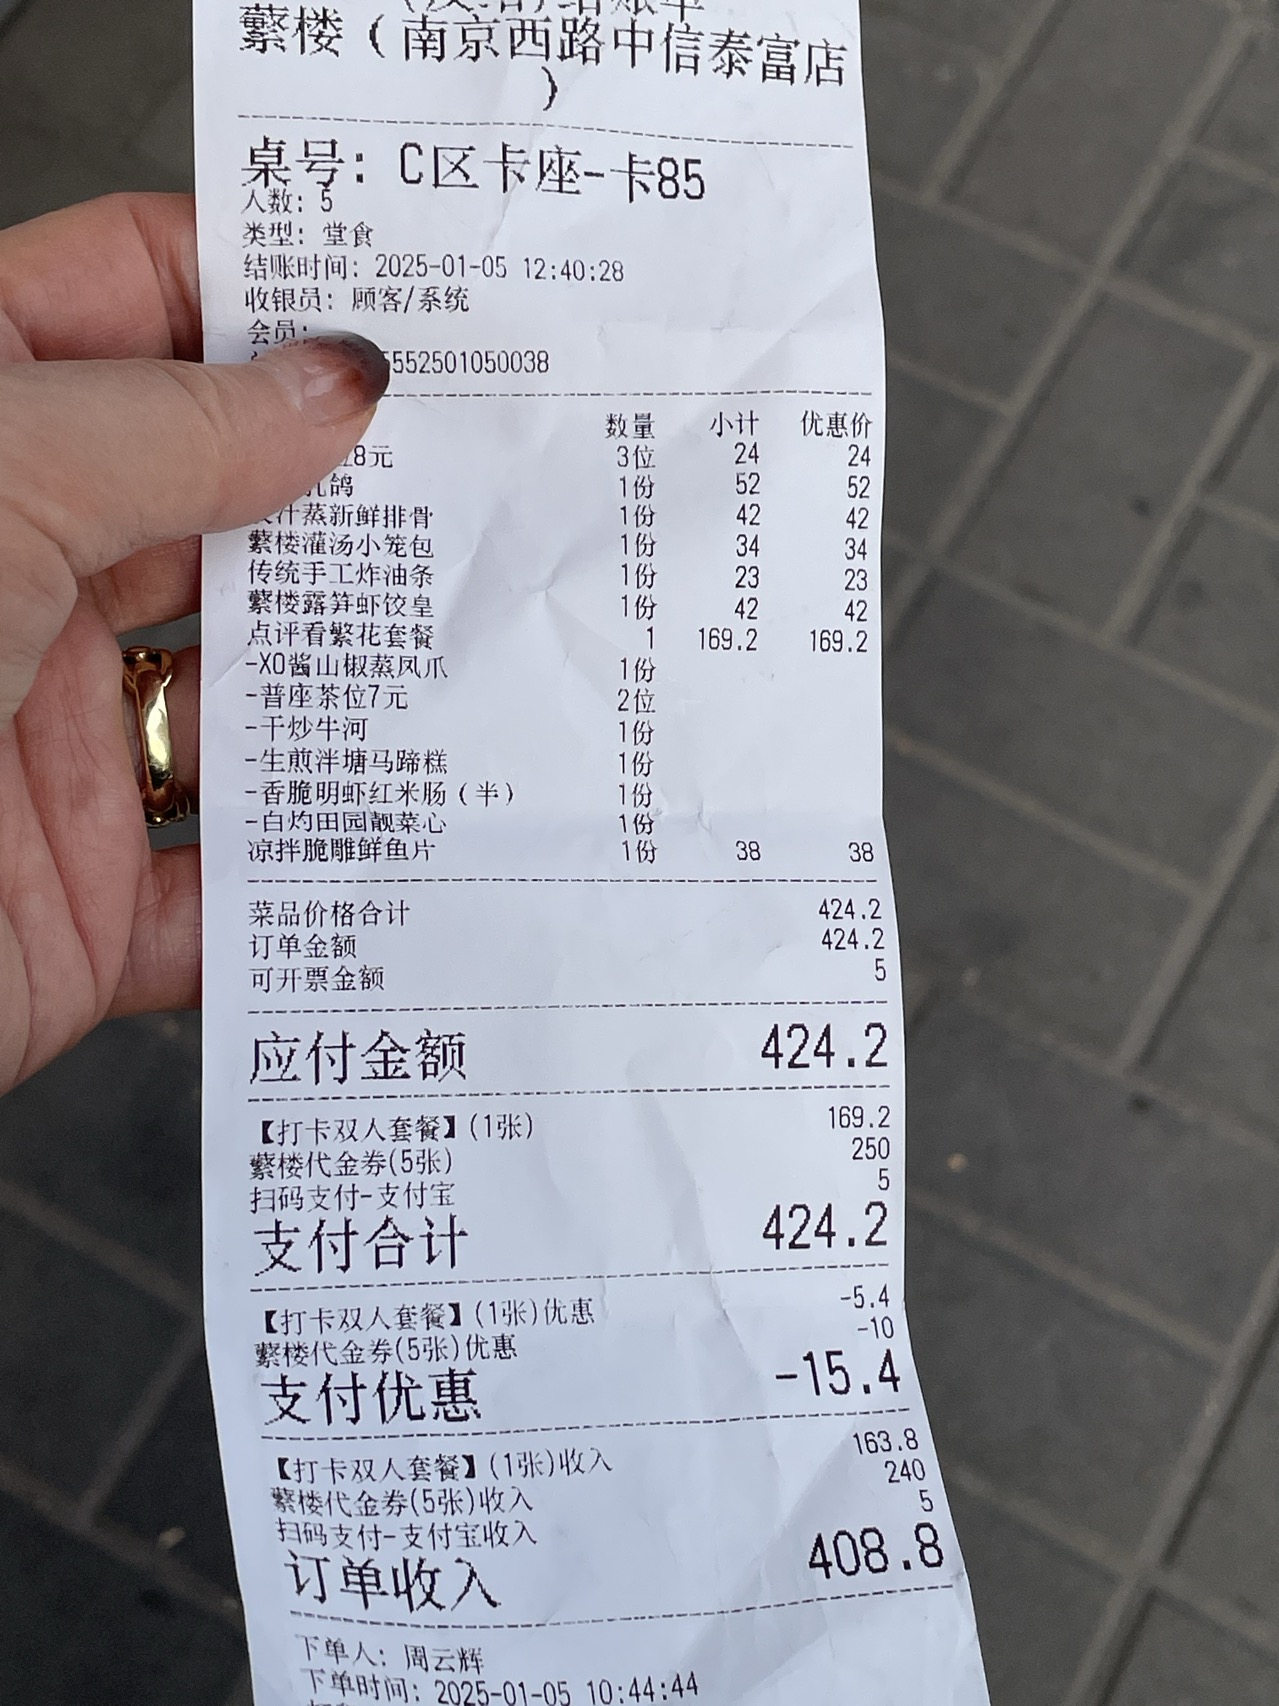 结账单
蘩楼（南京西路中信泰富店
）
桌号: C区卡座-卡85
人数: 5
类型: 堂食
结账时间: 2025-01-05 12:40:28
收银员: 顾客/系统
会员:
552501050038
数量 小计 优惠价
8元 3位 24 24
鸽 1份 52 52
汁蒸新鲜排骨 1份 42 42
蘩楼灌汤小笼包 1份 34 34
传统手工炸油条 1份 23 23
蘩楼露笋虾饺皇 1份 42 42
点评看繁花套餐 1 169.2 169.2
-XO酱山椒蒸凤爪 1份
-普座茶位7元 2位
-干炒牛河 1份
-生煎泮塘马蹄糕 1份
-香脆明虾红米肠（半） 1份
-白灼田园靓菜心 1份
凉拌脆雕鲜鱼片 1份 38 38
菜品价格合计 424.2
订单金额 424.2
可开票金额 5
应付金额 424.2
【打卡双人套餐】(1张) 169.2
蘩楼代金券(5张) 250
扫码支付-支付宝 5
支付合计 424.2
【打卡双人套餐】(1张)优惠 -5.4
蘩楼代金券(5张)优惠 -10
支付优惠 -15.4
【打卡双人套餐】(1张)收入 163.8
蘩楼代金券(5张)收入 240
扫码支付-支付宝收入 5
订单收入 408.8
下单人: 周云辉
下单时间: 2025-01-05 10:44:44